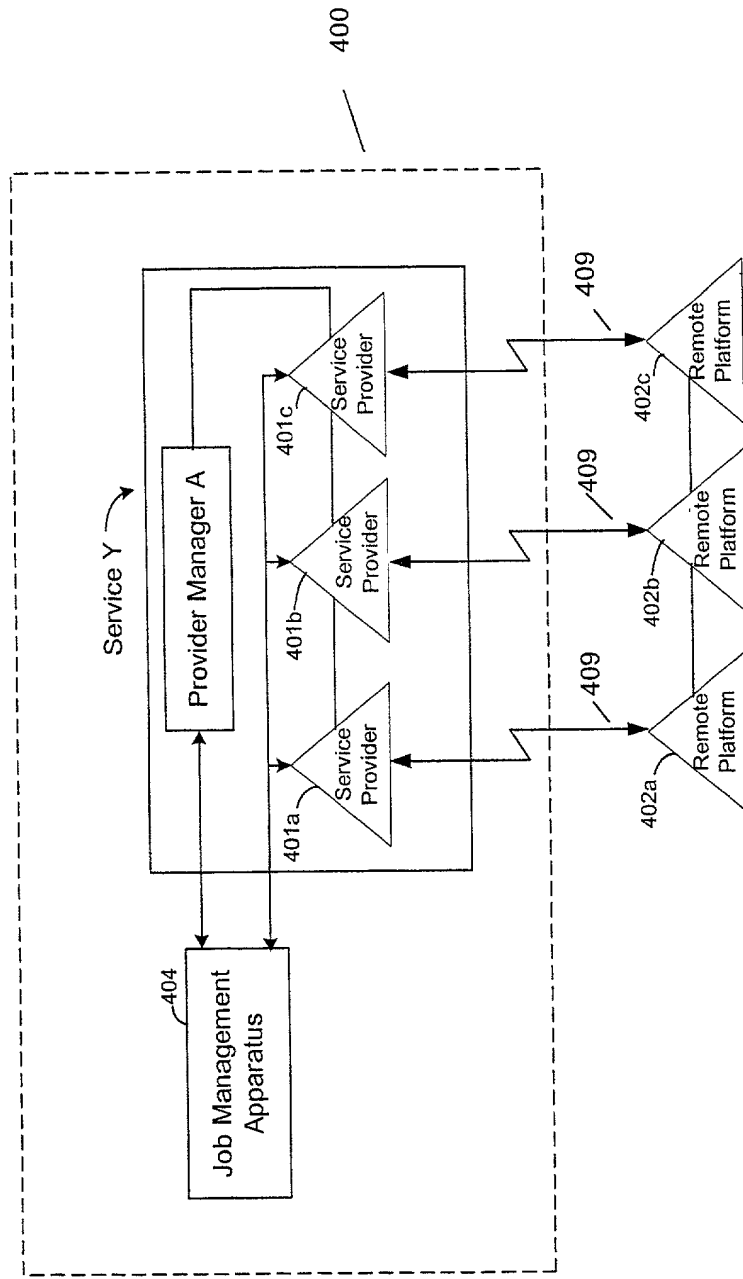 400
Service Y
Provider Manager A
404
Job Management
Apparatus
401a
Service
Provider
401b
Service
Provider
401c
Service
Provider
409
409
409
402a
Remote
Platform
402b
Remote
Platform
402c
Remote
Platform